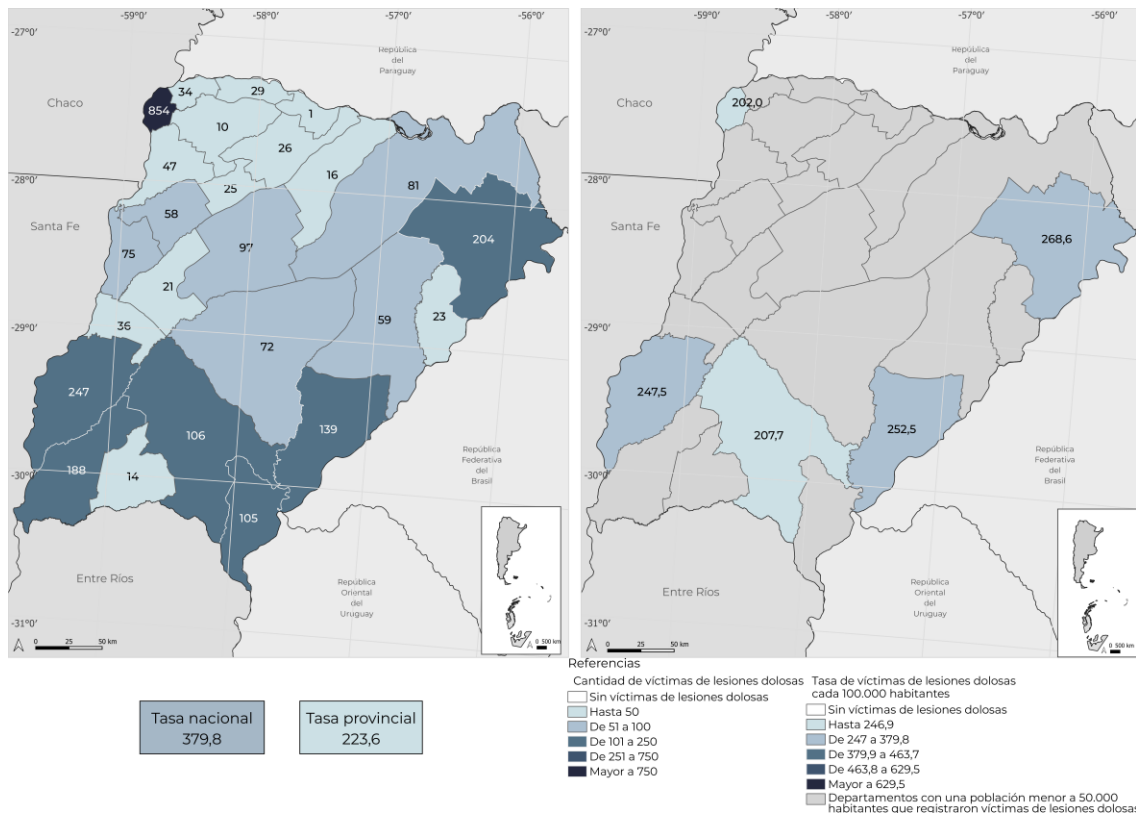 -59°0'
-58°0'
-57°0'
-56°0'
-27°0'
República
del
Paraguay
Chaco
34
29
854
1
10
26
47
16
-28°0'
25
81
58
Santa Fe
204
97
75
21
59
23
36
-29°0'
72
247
106
139
República
Federativa
del
Brasil
188
-30°0'
14
105
Entre Ríos
República
Oriental
del
Uruguay
-31°0'
0 25 50 km
0 500 km
-59°0'
-58°0'
-57°0'
-56°0'
-27°0'
República
del
Paraguay
Chaco
202,0
-28°0'
Santa Fe
268,6
-29°0'
247,5
207,7
252,5
República
Federativa
del
Brasil
-30°0'
Entre Ríos
República
Oriental
del
Uruguay
-31°0'
0 25 50 km
0 500 km
Tasa nacional
379,8
Tasa provincial
223,6
Referencias
Cantidad de víctimas de lesiones dolosas
Sin víctimas de lesiones dolosas
Hasta 50
De 51 a 100
De 101 a 250
De 251 a 750
Mayor a 750
Tasa de víctimas de lesiones dolosas
cada 100.000 habitantes
Sin víctimas de lesiones dolosas
Hasta 246,9
De 247 a 379,8
De 379,9 a 463,7
De 463,8 a 629,5
Mayor a 629,5
Departamentos con una población menor a 50.000
habitantes que registraron víctimas de lesiones dolosas